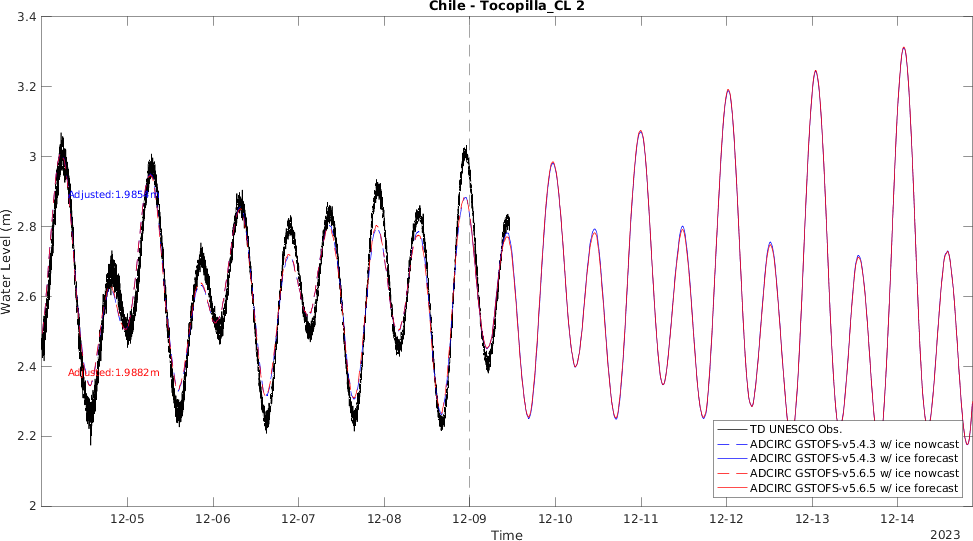 Chile - Tocopilla_CL 2
3.4
3.2
3
2.8
2.6
2.4
2.2
2
Water Level (m)
Adjusted:1.9854m
Adjusted:1.9882m
TD UNESCO Obs.
ADCIRC GSTOFS-v5.4.3 w/ ice nowcast
ADCIRC GSTOFS-v5.4.3 w/ ice forecast
ADCIRC GSTOFS-v5.6.5 w/ ice nowcast
ADCIRC GSTOFS-v5.6.5 w/ ice forecast
12-05 12-06 12-07 12-08 12-09 12-10 12-11 12-12 12-13 12-14
Time
2023